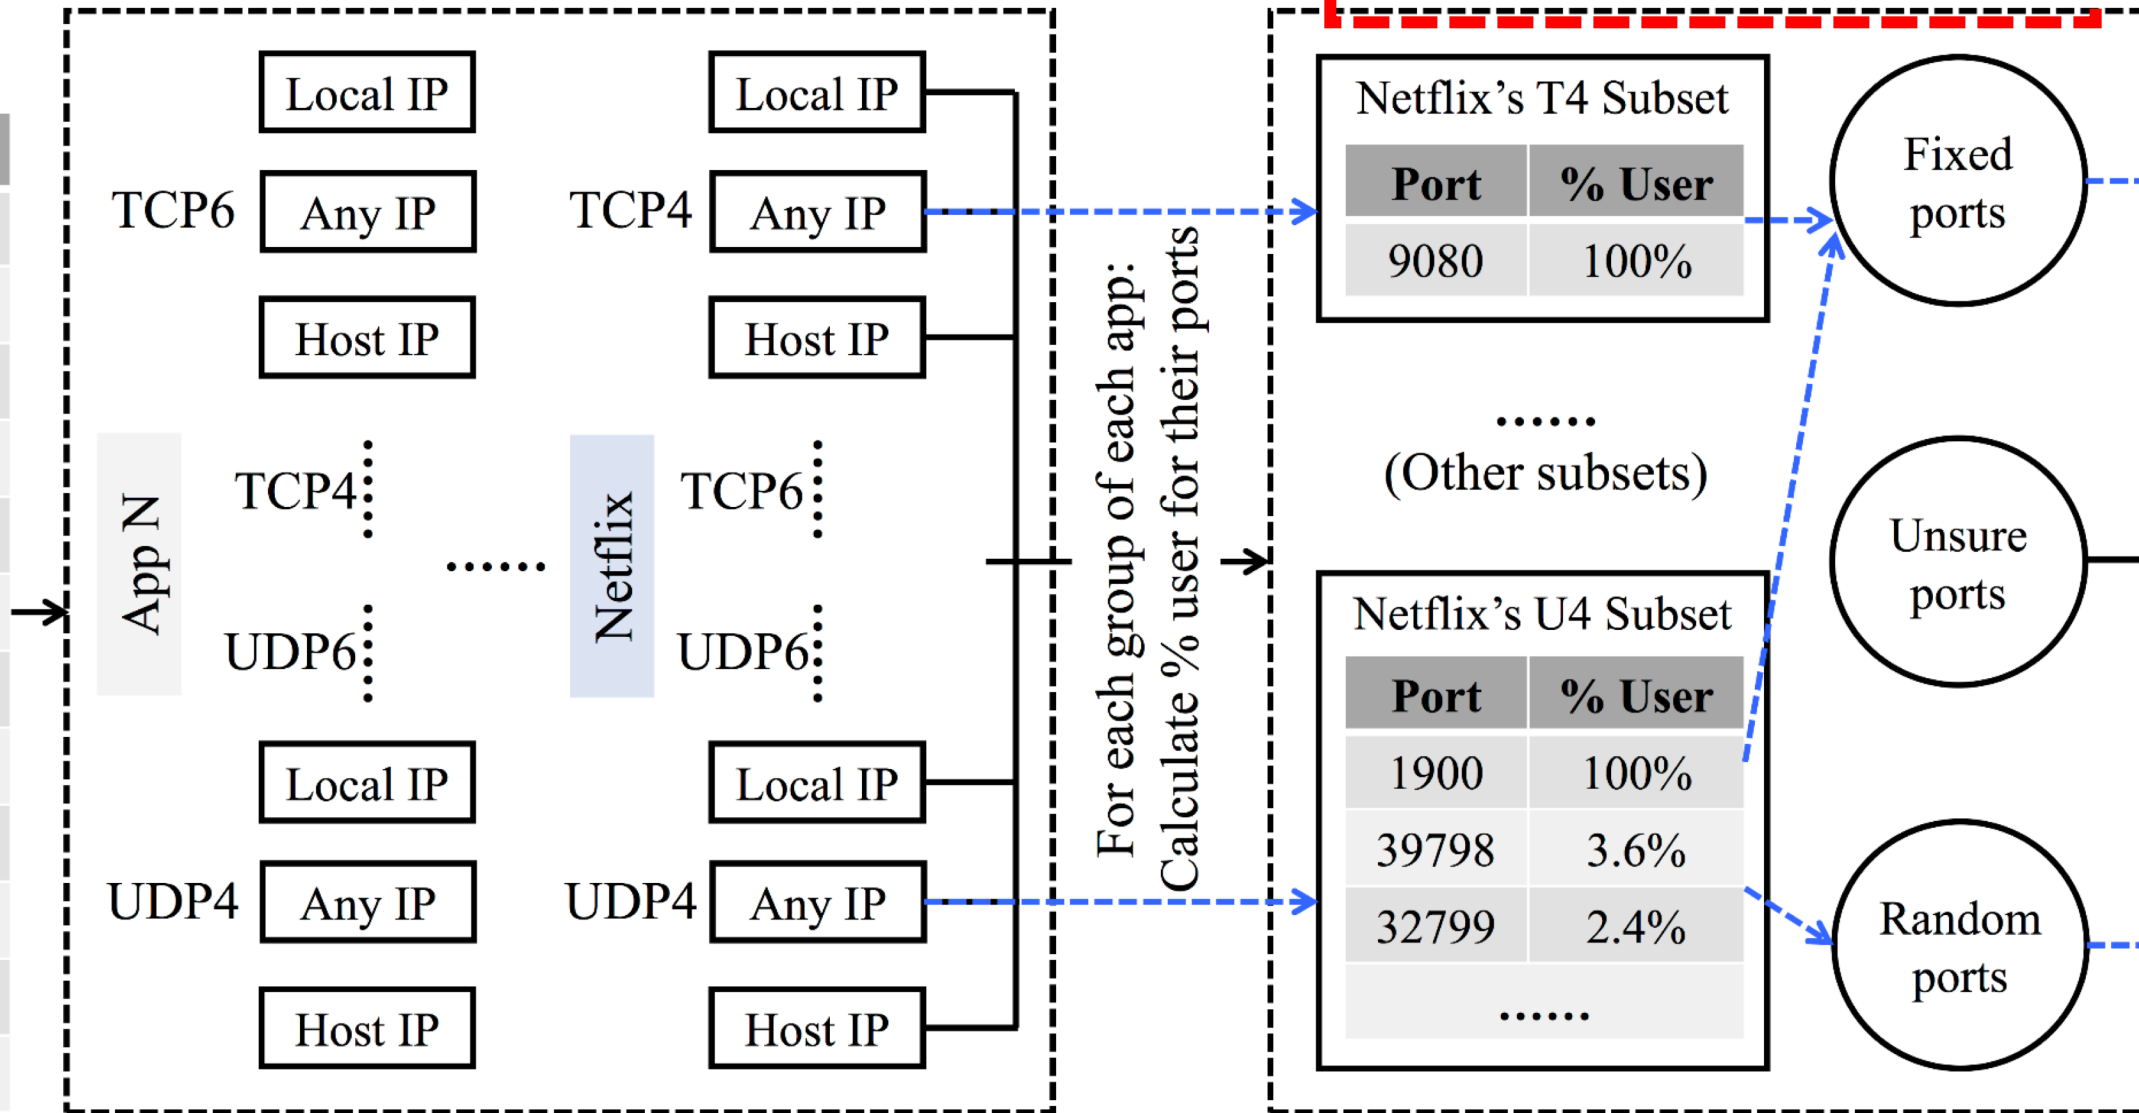 App N
TCP6
Local IP
Any IP
Host IP
TCP4
UDP6
UDP4
Local IP
Any IP
Host IP
......
Netflix
TCP4
Local IP
Any IP
Host IP
TCP6
UDP6
UDP4
Local IP
Any IP
Host IP
For each group of each app:
Calculate % user for their ports
Netflix’s T4 Subset
Port % User
9080 100%
......
(Other subsets)
Netflix’s U4 Subset
Port % User
1900 100%
39798 3.6%
32799 2.4%
......
Fixed
ports
Unsure
ports
Random
ports